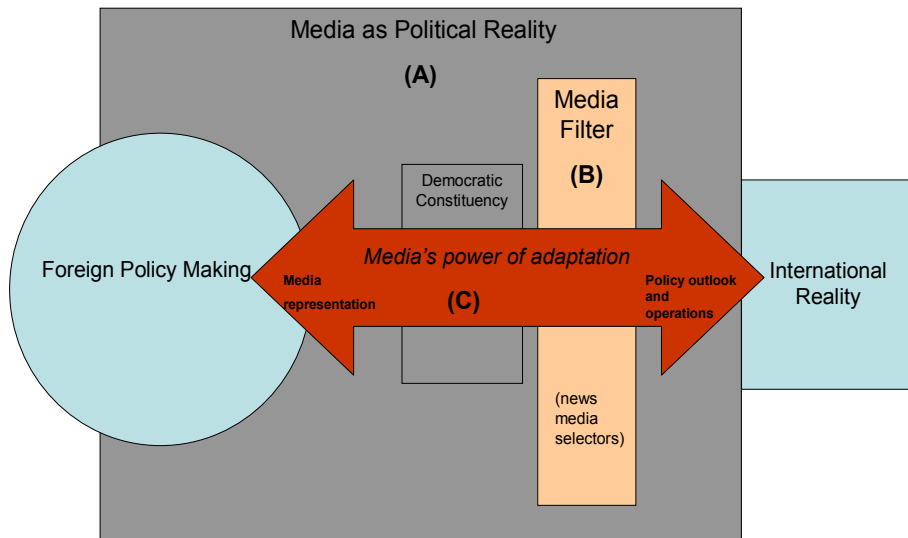 Media as Political Reality
(A)
Media
Filter
(B)
Democratic
Constituency
Media's power of adaptation
Foreign Policy Making
Media
representation
(C)
Policy outlook
and
operations
International
Reality
(news
media
selectors)